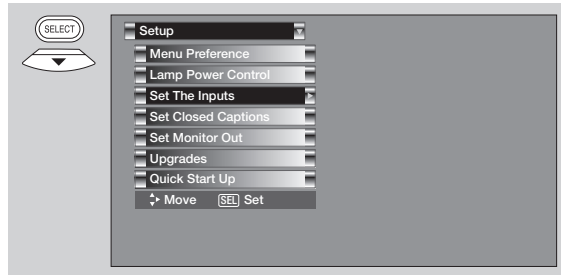 SELECT
Setup
Menu Preference
Lamp Power Control
Set The Inputs
Set Closed Captions
Set Monitor Out
Upgrades
Quick Start Up
Move SEL Set